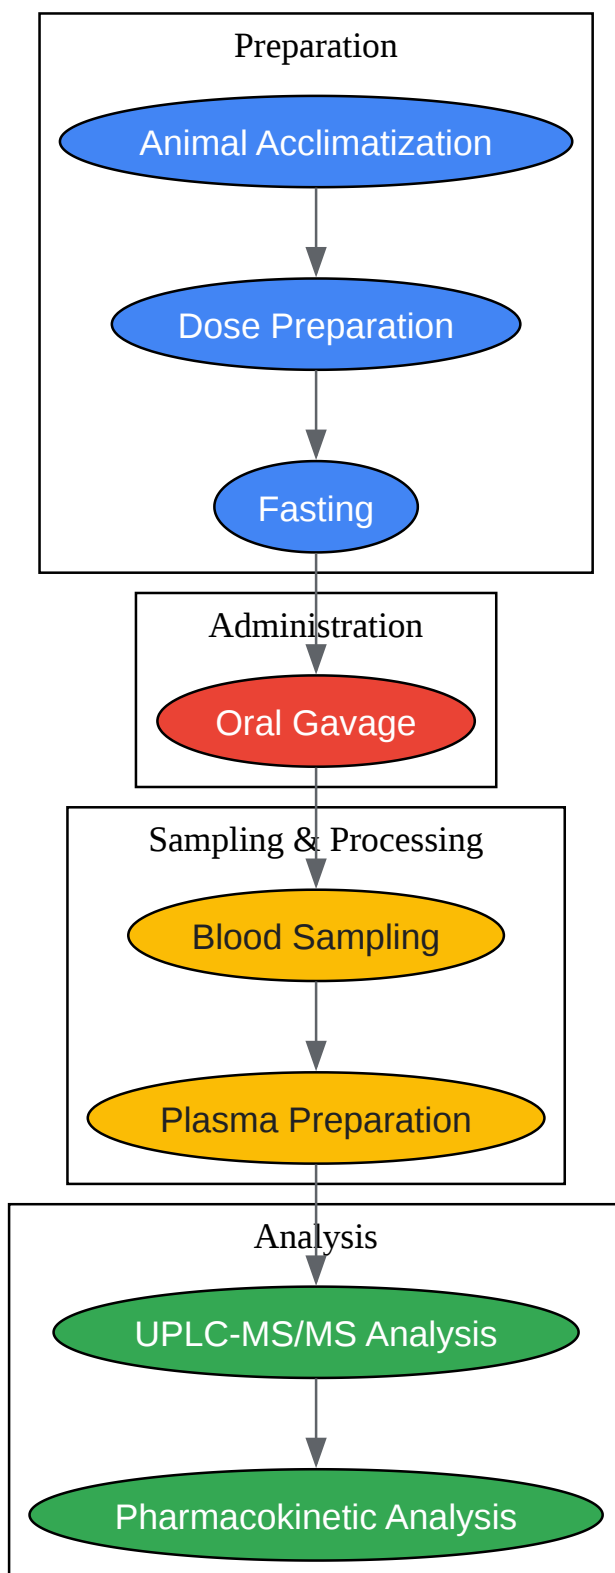 Preparation
Animal Acclimatization
Dose Preparation
Fasting
Administration
Oral Gavage
Sampling & Processing
Blood Sampling
Plasma Preparation
Analysis
UPLC-MS/MS Analysis
Pharmacokinetic Analysis